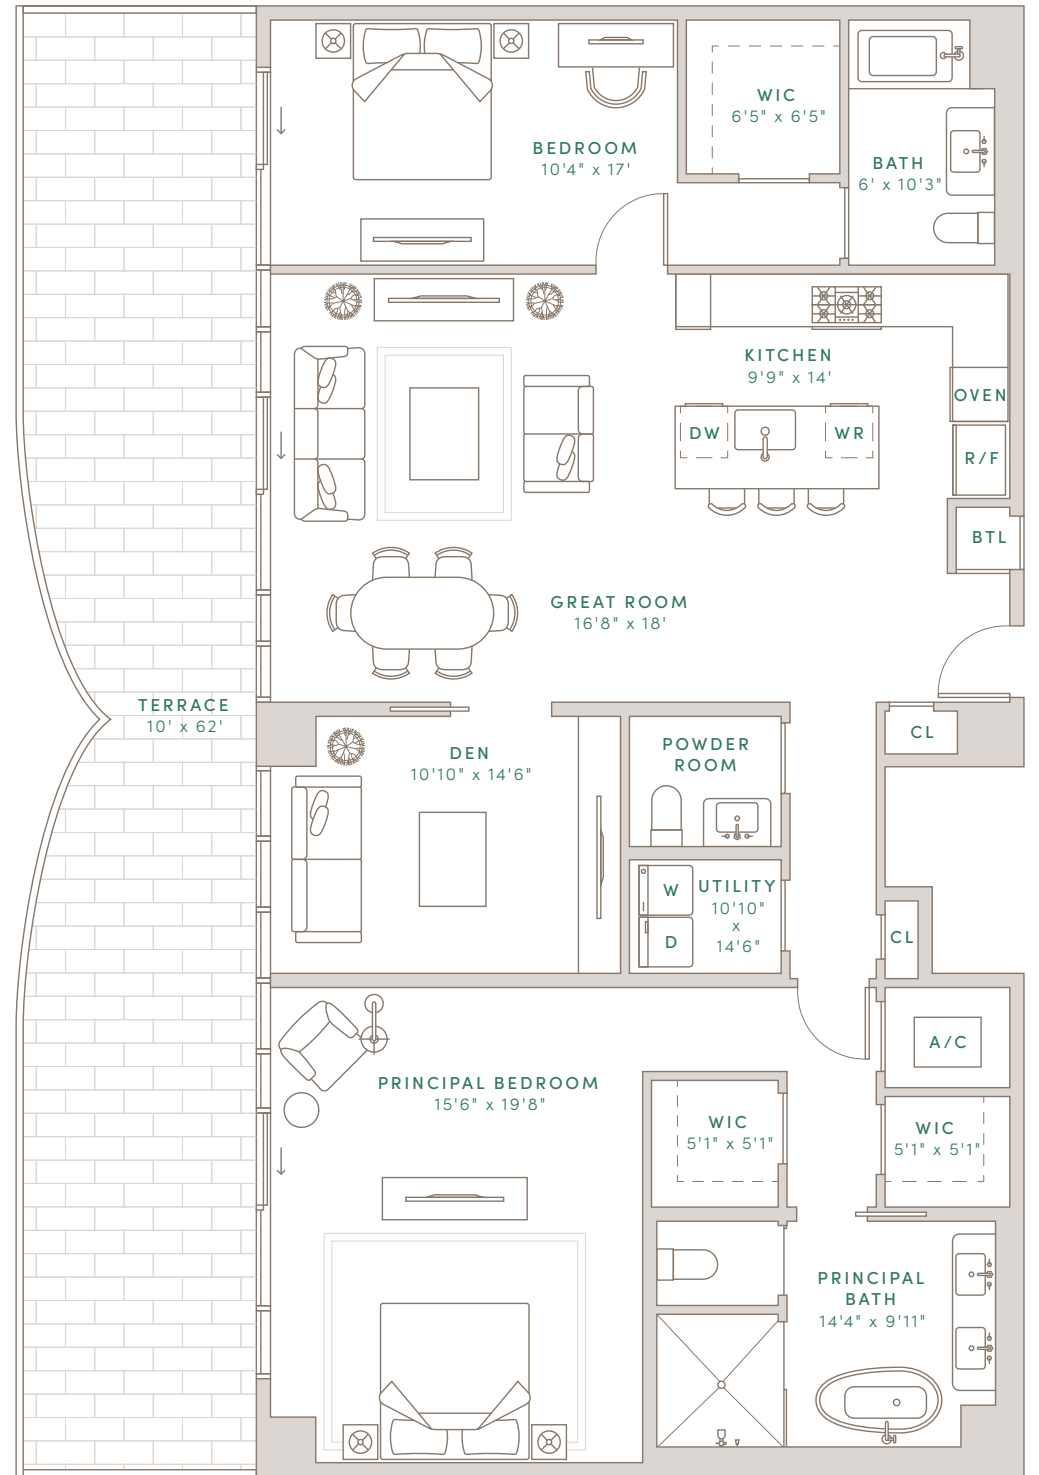 WIC
6'5" x 6'5"
BEDROOM
10'4" x 17'
BATH
6' x 10'3"
KITCHEN
9'9" x 14'
OVEN
DW
WR
R/F
BTL
GREAT ROOM
16'8" x 18'
TERRACE
10' x 62'
CL
DEN
10'10" x 14'6"
POWDER
ROOM
W
UTILITY
10'10"
x
14'6"
D
CL
A/C
PRINCIPAL BEDROOM
15'6" x 19'8"
WIC
5'1" x 5'1"
WIC
5'1" x 5'1"
PRINCIPAL
BATH
14'4" x 9'11"